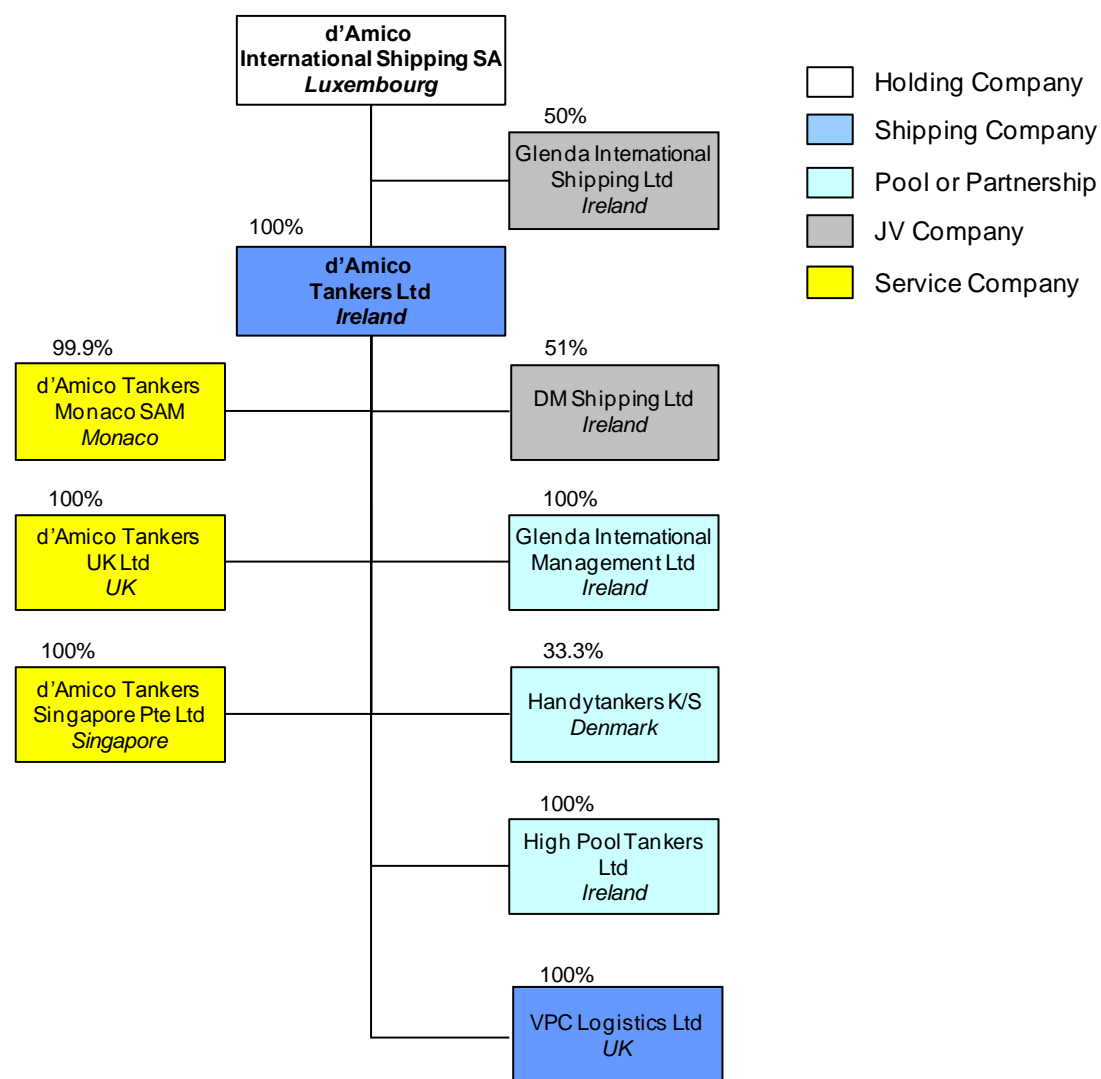 d’Amico
International Shipping SA
Luxembourg
Holding Company
Shipping Company
Pool or Partnership
JV Company
Service Company
50%
Glenda International
Shipping Ltd
Ireland
100%
d’Amico
Tankers Ltd
Ireland
99.9%
d’Amico Tankers
Monaco SAM
Monaco
51%
DM Shipping Ltd
Ireland
100%
d’Amico Tankers
UK Ltd
UK
100%
Glenda International
Management Ltd
Ireland
100%
d’Amico Tankers
Singapore Pte Ltd
Singapore
33.3%
Handytankers K/S
Denmark
100%
High Pool Tankers
Ltd
Ireland
100%
VPC Logistics Ltd
UK